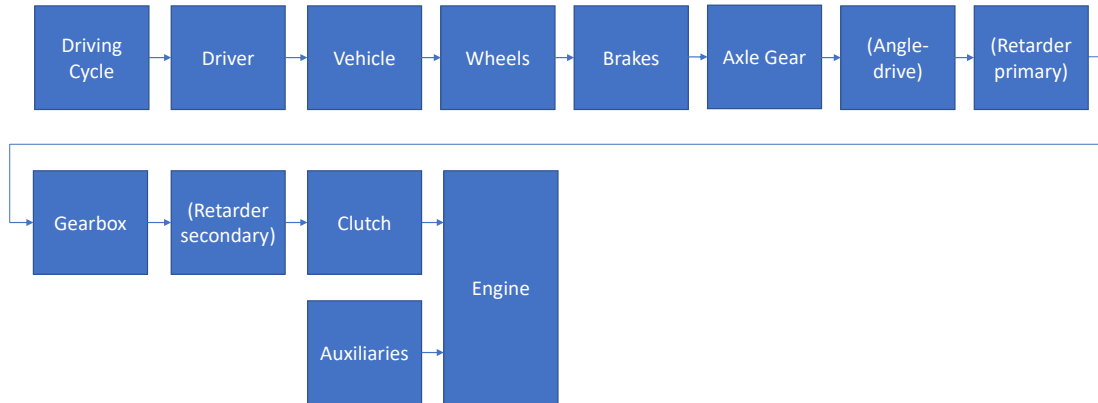 Driving
Cycle
Driver
Vehicle
Wheels
Brakes
Axle Gear
(Angle-
drive)
(Retarder
primary)
Gearbox
(Retarder
secondary)
Clutch
Engine
Auxiliaries